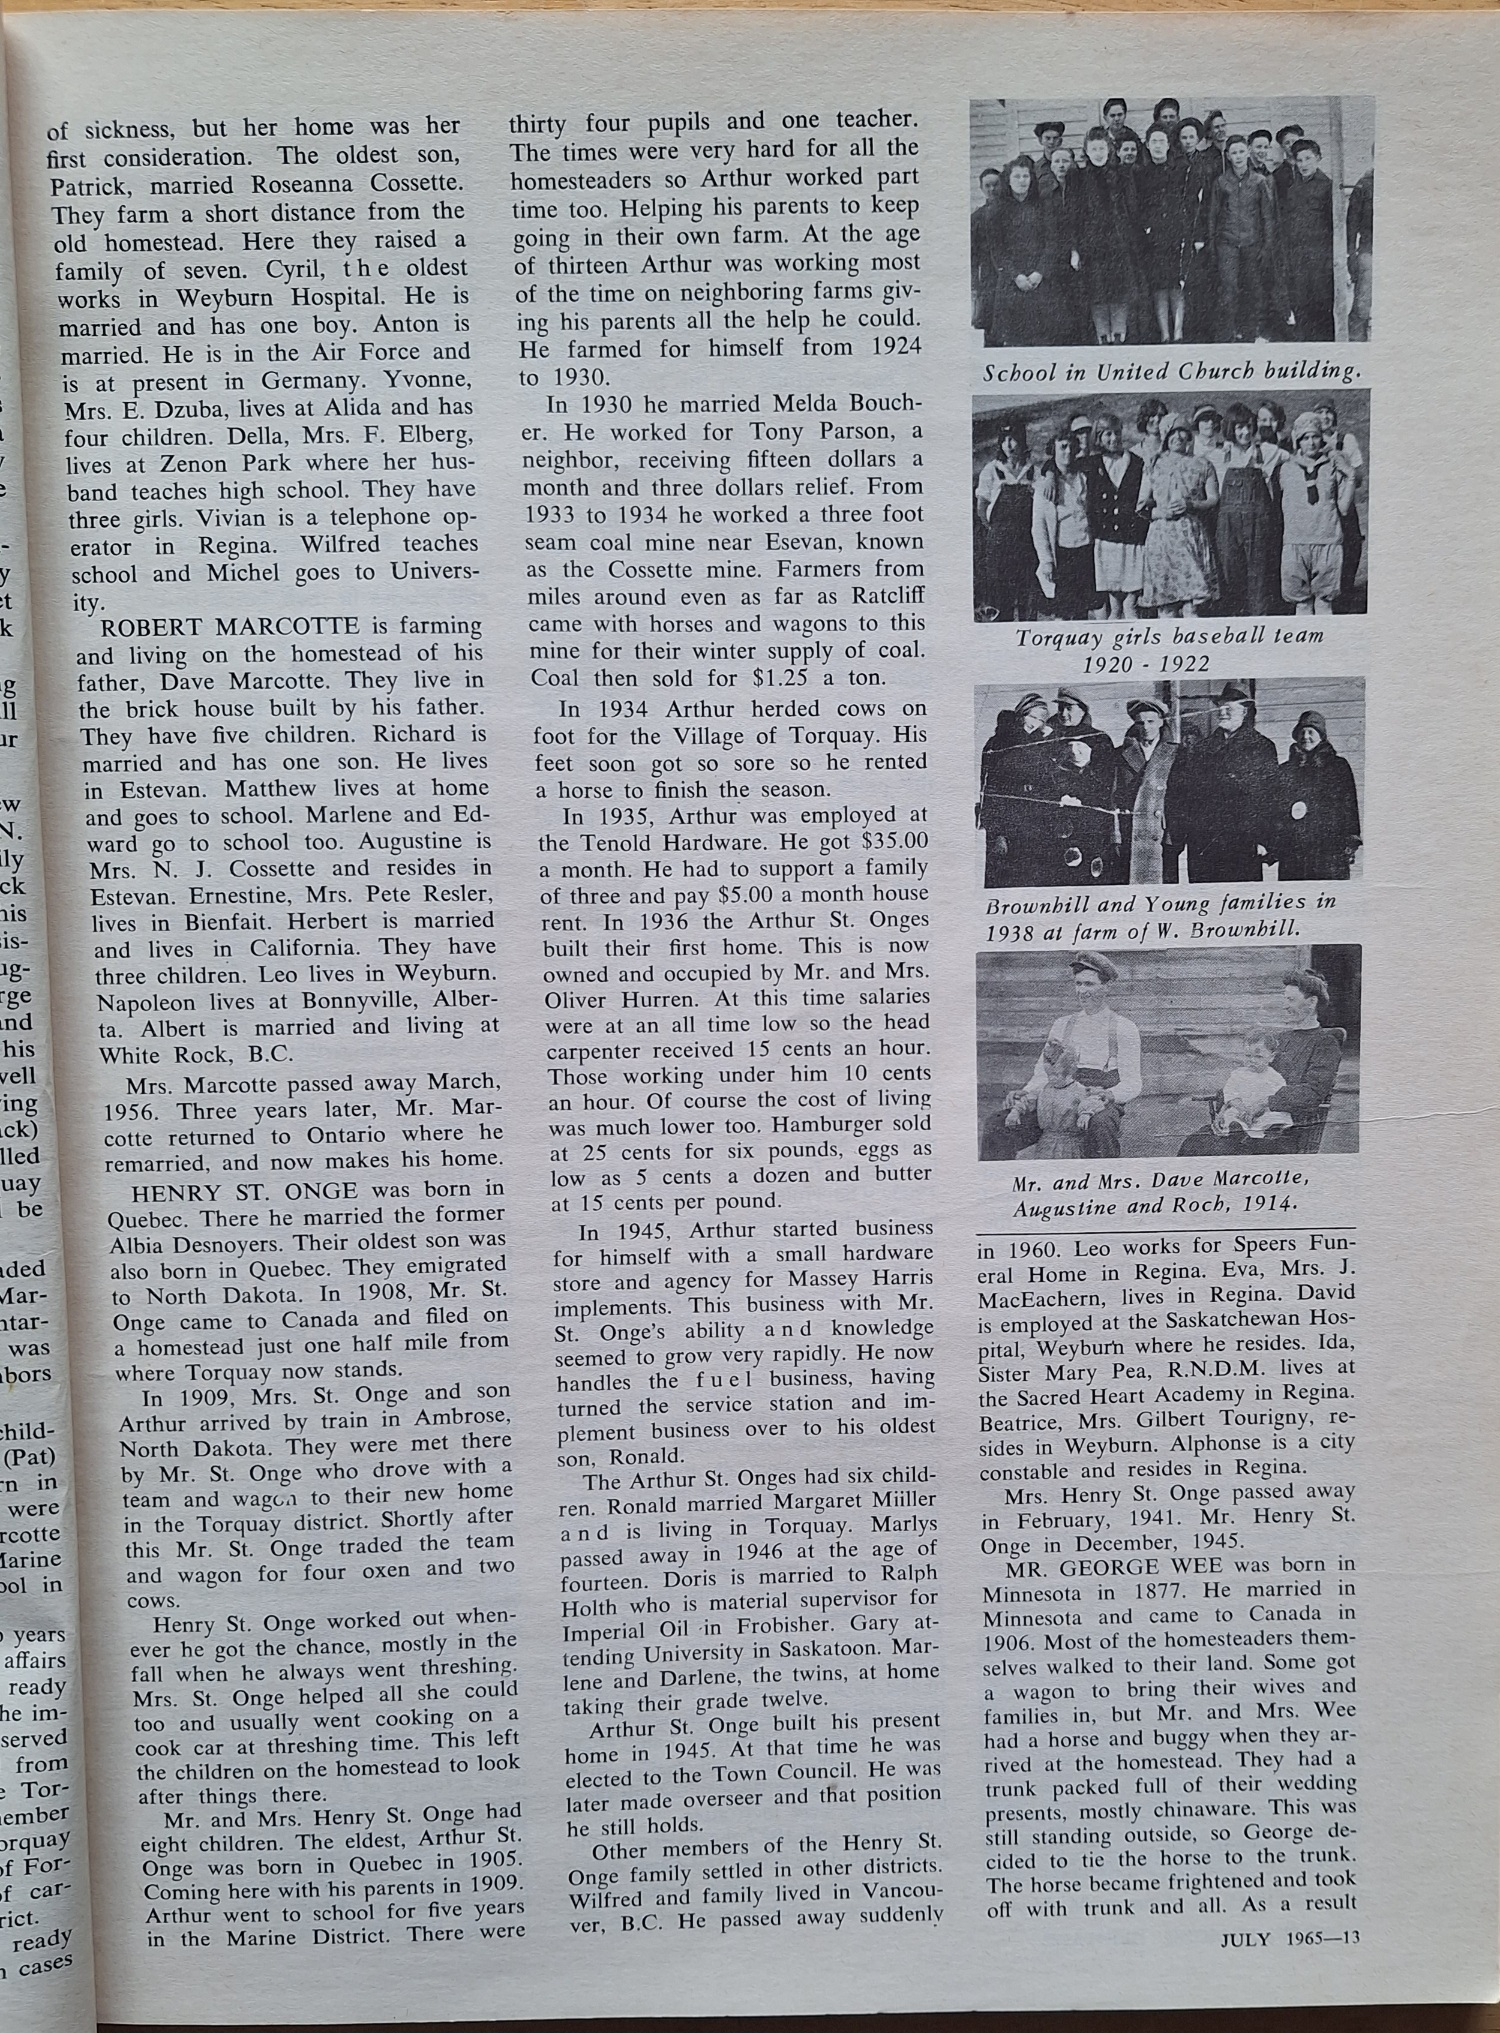 of sickness, but her home was her
first consideration. The oldest son,
Patrick, married Roseanna Cossette.
They farm a short distance from the
old homestead. Here they raised a
family of seven. Cyril, the oldest
works in Weyburn Hospital. He is
married and has one boy. Anton is
married. He is in the Air Force and
is at present in Germany. Yvonne,
Mrs. E. Dzuba, lives at Alida and has
four children. Della, Mrs. F. Elberg,
lives at Zenon Park where her hus-
band teaches high school. They have
three girls. Vivian is a telephone op-
erator in Regina. Wilfred teaches
school and Michel goes to Univers-
ity.
ROBERT MARCOTTE is farming
and living on the homestead of his
father, Dave Marcotte. They live in
the brick house built by his father.
They have five children. Richard is
married and has one son. He lives
in Estevan. Matthew lives at home
and goes to school. Marlene and Ed-
ward go to school too. Augustine is
Mrs. N. J. Cossette and resides in
Estevan. Ernestine, Mrs. Pete Resler,
lives in Bienfait. Herbert is married
and lives in California. They have
three children. Leo lives in Weyburn.
Napoleon lives at Bonnyville, Alber-
ta. Albert is married and living at
White Rock, B.C.
Mrs. Marcotte passed away March,
1956. Three years later, Mr. Mar-
cotte returned to Ontario where he
remarried, and now makes his home.
HENRY ST. ONGE was born in
Quebec. There he married the former
Albia Desnoyers. Their oldest son was
also born in Quebec. They emigrated
to North Dakota. In 1908, Mr. St.
Onge came to Canada and filed on
a homestead just one half mile from
where Torquay now stands.
In 1909, Mrs. St. Onge and son
Arthur arrived by train in Ambrose,
North Dakota. They were met there
by Mr. St. Onge who drove with a
team and wagon to their new home
in the Torquay district. Shortly after
this Mr. St. Onge traded the team
and wagon for four oxen and two
cows.
Henry St. Onge worked out when-
ever he got the chance, mostly in the
fall when he always went threshing.
Mrs. St. Onge helped all she could
too and usually went cooking on a
cook car at threshing time. This left
the children on the homestead to look
after things there.
Mr. and Mrs. Henry St. Onge had
eight children. The eldest, Arthur St.
Onge was born in Quebec in 1905.
Coming here with his parents in 1909.
Arthur went to school for five years
in the Marine District. There were
thirty four pupils and one teacher.
The times were very hard for all the
homesteaders so Arthur worked part
time too. Helping his parents to keep
going in their own farm. At the age
of thirteen Arthur was working most
of the time on neighboring farms giv-
ing his parents all the help he could.
He farmed for himself from 1924
to 1930.
In 1930 he married Melda Bouch-
er. He worked for Tony Parson, a
neighbor, receiving fifteen dollars a
month and three dollars relief. From
1933 to 1934 he worked a three foot
seam coal mine near Esevan, known
as the Cossette mine. Farmers from
miles around even as far as Ratcliff
came with horses and wagons to this
mine for their winter supply of coal.
Coal then sold for $1.25 a ton.
In 1934 Arthur herded cows on
foot for the Village of Torquay. His
feet soon got so sore so he rented
a horse to finish the season.
In 1935, Arthur was employed at
the Tenold Hardware. He got $35.00
a month. He had to support a family
of three and pay $5.00 a month house
rent. In 1936 the Arthur St. Onges
built their first home. This is now
owned and occupied by Mr. and Mrs.
Oliver Hurren. At this time salaries
were at an all time low so the head
carpenter received 15 cents an hour.
Those working under him 10 cents
an hour. Of course the cost of living
was much lower too. Hamburger sold
at 25 cents for six pounds, eggs as
low as 5 cents a dozen and butter
at 15 cents per pound.
In 1945, Arthur started business
for himself with a small hardware
store and agency for Massey Harris
implements. This business with Mr.
St. Onge's ability and knowledge
seemed to grow very rapidly. He now
handles the fuel business, having
turned the service station and im-
plement business over to his oldest
son, Ronald.
The Arthur St. Onges had six child-
ren. Ronald married Margaret Miiller
and is living in Torquay. Marlys
passed away in 1946 at the age of
fourteen. Doris is married to Ralph
Holth who is material supervisor for
Imperial Oil in Frobisher. Gary at-
tending University in Saskatoon. Mar-
lene and Darlene, the twins, at home
taking their grade twelve.
Arthur St. Onge built his present
home in 1945. At that time he was
elected to the Town Council. He was
later made overseer and that position
he still holds.
Other members of the Henry St.
Onge family settled in other districts.
Wilfred and family lived in Vancou-
ver, B.C. He passed away suddenly
School in United Church building.
Torquay girls baseball team
1920 - 1922
Brownhill and Young families in
1938 at farm of W. Brownhill.
Mr. and Mrs. Dave Marcotte,
Augustine and Roch, 1914.
in 1960. Leo works for Speers Fun-
eral Home in Regina. Eva, Mrs. J.
MacEachern, lives in Regina. David
is employed at the Saskatchewan Hos-
pital, Weyburn where he resides. Ida,
Sister Mary Pea, R.N.D.M. lives at
the Sacred Heart Academy in Regina.
Beatrice, Mrs. Gilbert Tourigny, re-
sides in Weyburn. Alphonse is a city
constable and resides in Regina.
Mrs. Henry St. Onge passed away
in February, 1941. Mr. Henry St.
Onge in December, 1945.
MR. GEORGE WEE was born in
Minnesota in 1877. He married in
Minnesota and came to Canada in
1906. Most of the homesteaders them-
selves walked to their land. Some got
a wagon to bring their wives and
families in, but Mr. and Mrs. Wee
had a horse and buggy when they ar-
rived at the homestead. They had a
trunk packed full of their wedding
presents, mostly chinaware. This was
still standing outside, so George de-
cided to tie the horse to the trunk.
The horse became frightened and took
off with trunk and all. As a result
JULY 1965—13